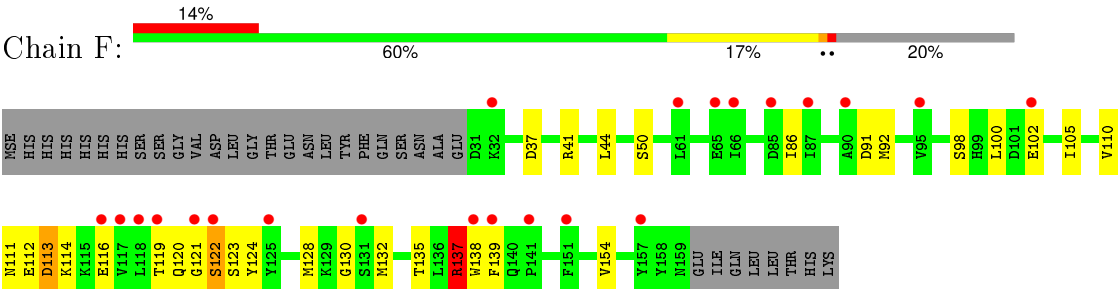 14%
Chain F:
60% 17% •• 20%
MSE HIS HIS HIS HIS HIS HIS SER SER GLY VAL ASP LEU GLY THR GLU ASN LEU TYR PHE GLN SER ASN ALA GLU D31 K32 D37 R41 L44 S50 L61 E65 I66 D85 I86 I87 A90 D91 M92 V95 S98 H99 L100 D101 E102 I105 V110
N111 E112 D113 K114 K115 E116 V117 L118 T119 Q120 G121 S122 S123 Y124 Y125 M128 K129 G130 S131 M132 T135 L136 R137 W138 F139 Q140 P141 F151 V154 Y157 Y158 N159 GLU ILE GLN LEU LEU THR HIS LYS